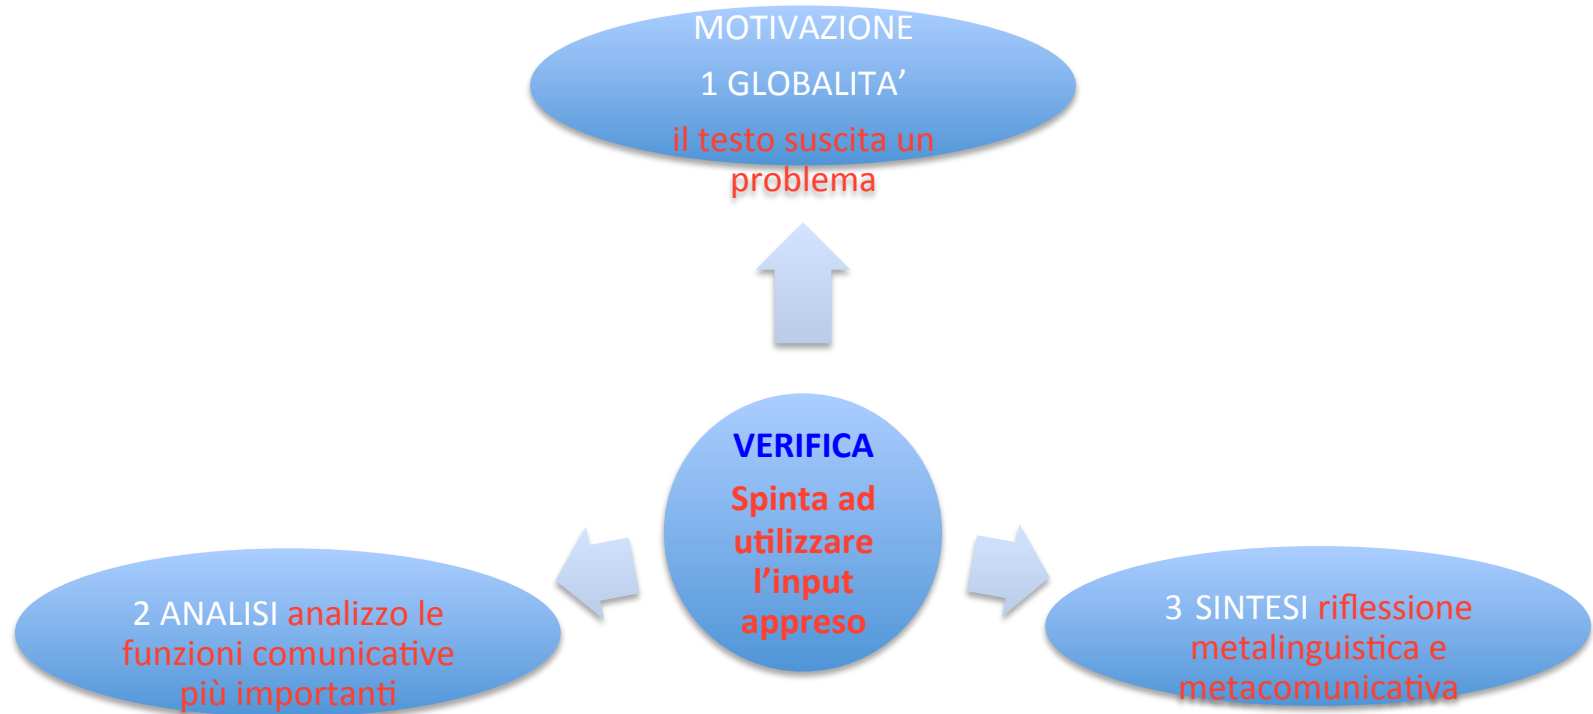 MOTIVAZIONE
1 GLOBALITA’
il testo suscita un
problema
VERIFICA
Spinta ad
utilizzare
l’input
appreso
2 ANALISI analizzo le
funzioni comunicative
più importanti
3 SINTESI riflessione
metalinguistica e
metacomunicativa